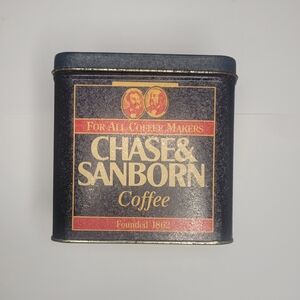 FOR ALL COFFEE MAKERS
CHASE&
SANBORN
Coffee
Founded 1862